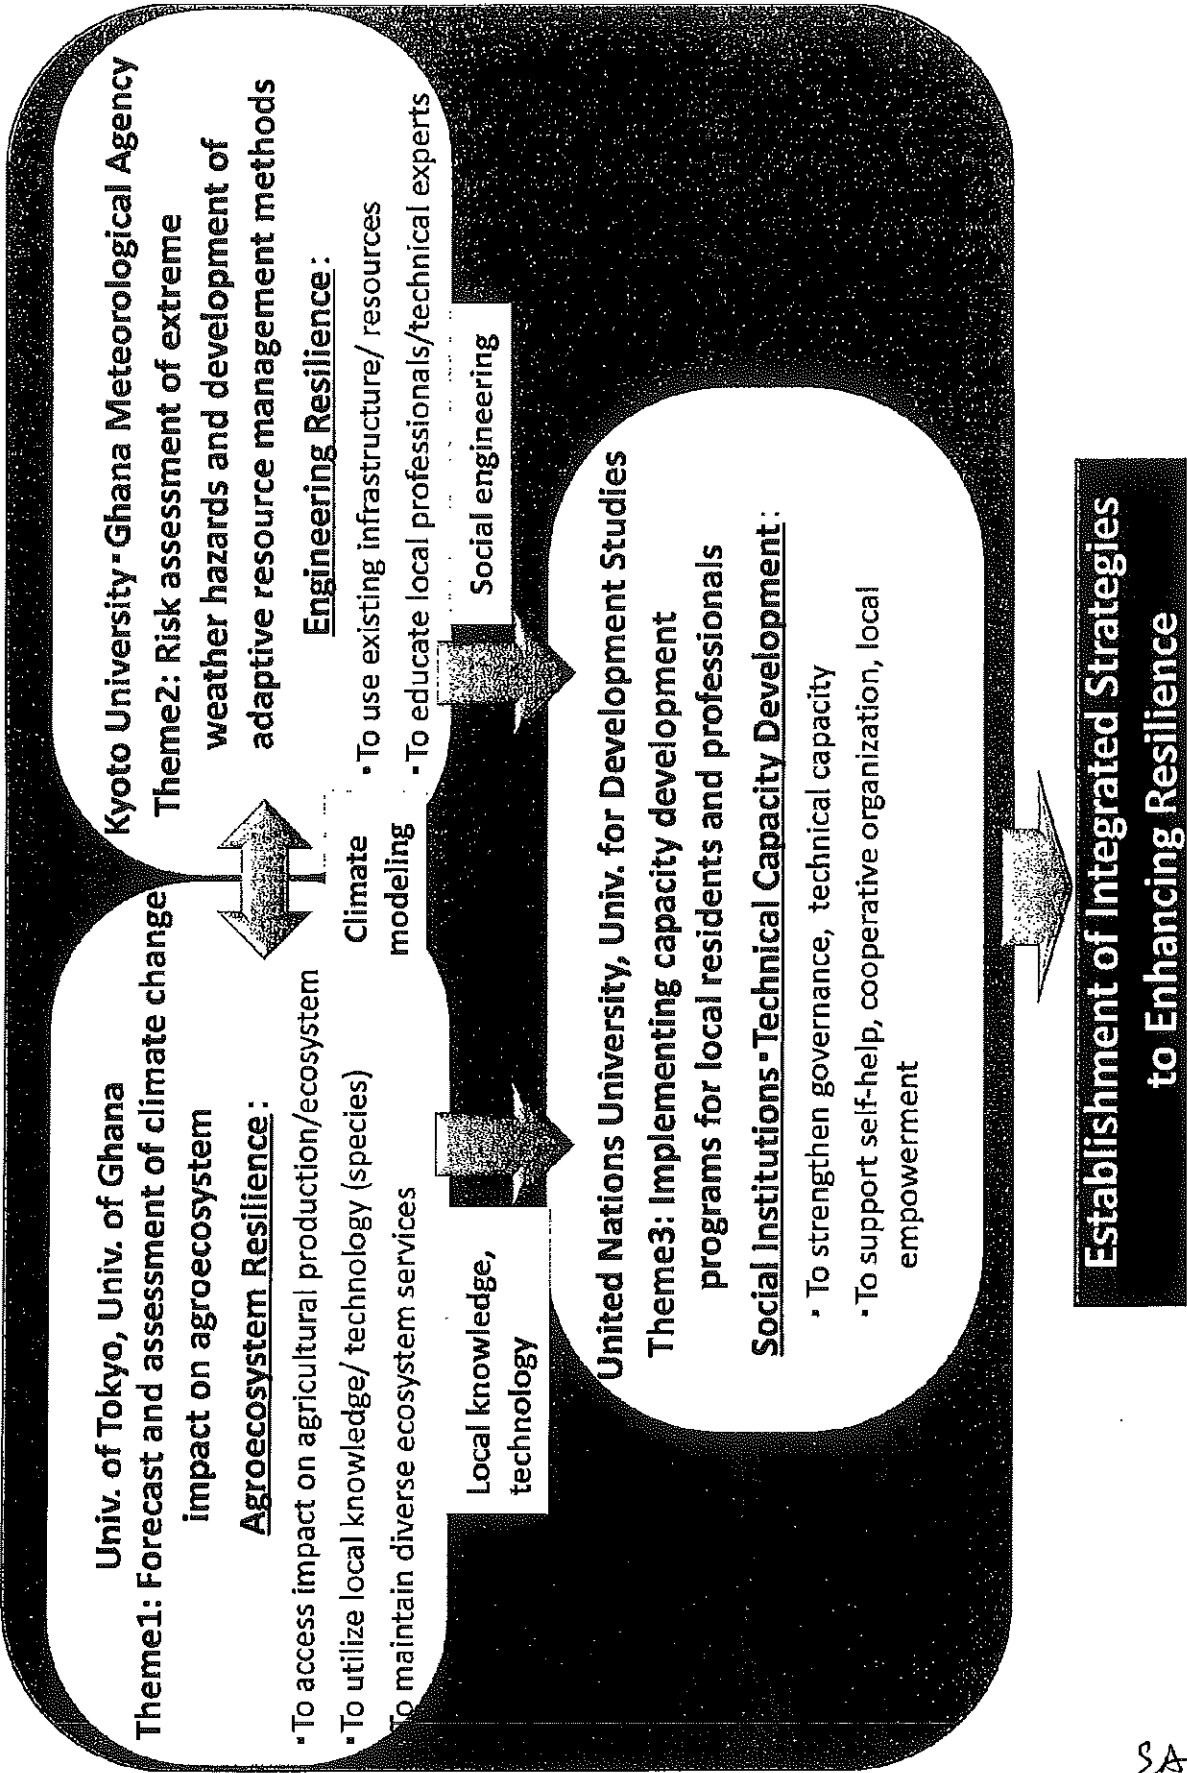 Univ. of Tokyo, Univ. of Ghana
Theme1: Forecast and assessment of climate change
impact on agroecosystem
Agroecosystem Resilience:
･To access impact on agricultural production/ecosystem
･To utilize local knowledge/ technology (species)
To maintain diverse ecosystem services
Kyoto University･Ghana Meteorological Agency
Theme2: Risk assessment of extreme
weather hazards and development of
adaptive resource management methods
Engineering Resilience:
･To use existing infrastructure/ resources
･To educate local professionals/technical experts
Climate
modeling
Local knowledge,
technology
Social engineering
United Nations University, Univ. for Development Studies
Theme3: Implementing capacity development
programs for local residents and professionals
Social Institutions･Technical Capacity Development:
･To strengthen governance, technical capacity
･To support self-help, cooperative organization, local
empowerment
Establishment of Integrated Strategies
to Enhancing Resilience
SA